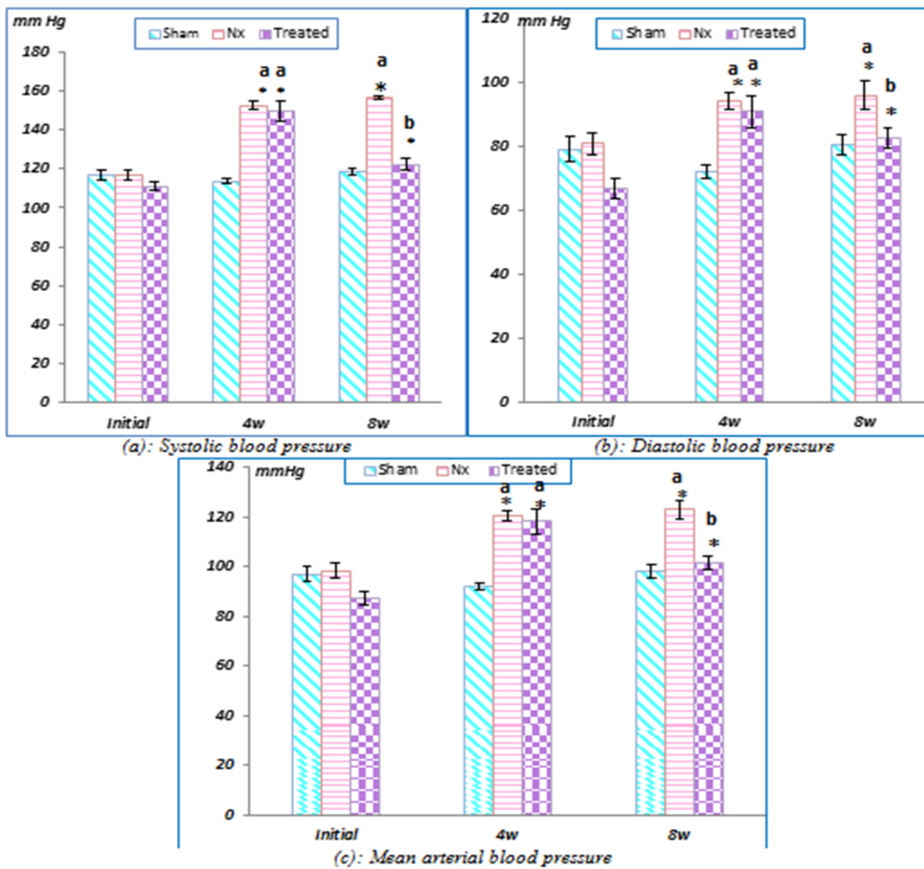 mm Hg
Sham Nx Treated
180
160
140
120
100
80
60
40
20
0
a a
* *
a
*
b
*
Initial 4w 8w
(a): Systolic blood pressure
mm Hg
Sham Nx Treated
120
100
80
60
40
20
0
a a
* *
a
*
b
*
Initial 4w 8w
(b): Diastolic blood pressure
mmHg
Sham Nx Treated
140
120
100
80
60
40
20
0
a a
* *
a
*
b
*
Initial 4w 8w
(c): Mean arterial blood pressure